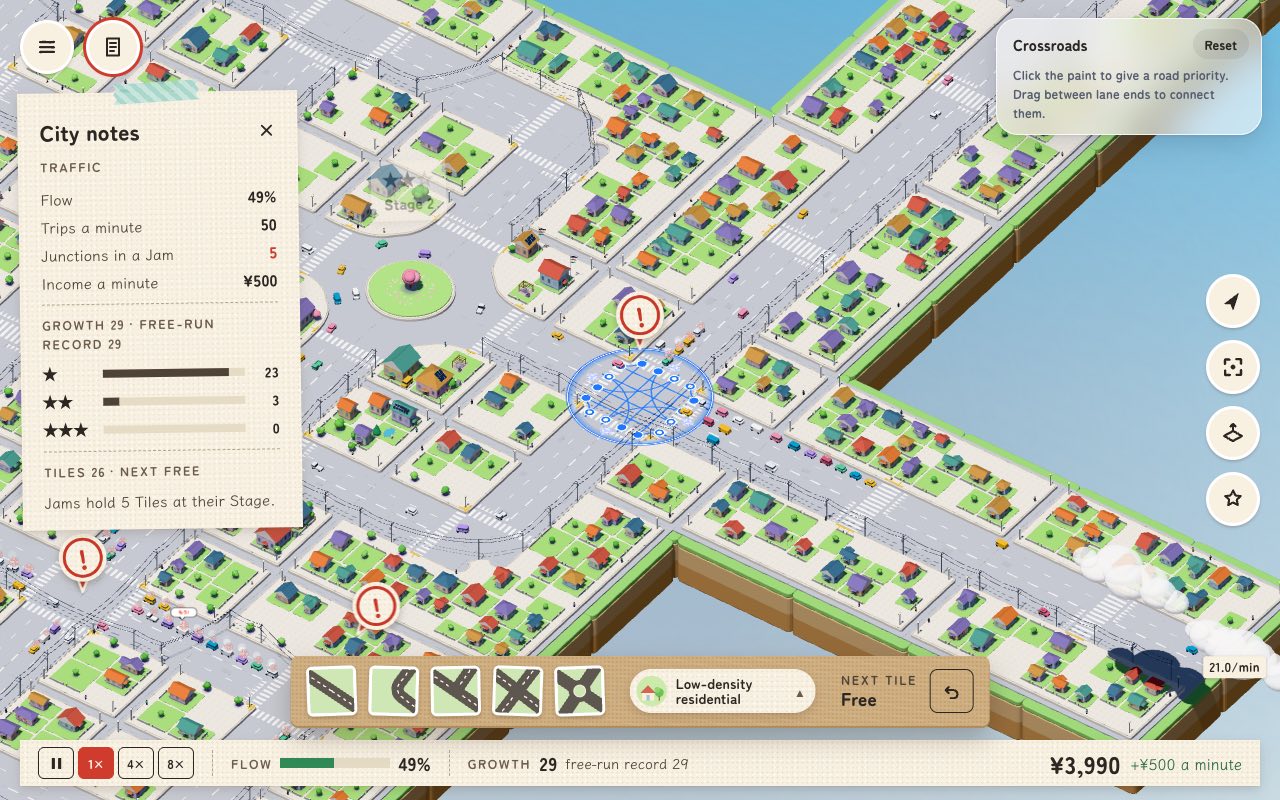 City notes
TRAFFIC
Flow 49%
Trips a minute 50
Junctions in a Jam 5
Income a minute ¥500
GROWTH 29 · FREE-RUN
RECORD 29
★ 23
★★ 3
★★★ 0
TILES 26 · NEXT FREE
Jams hold 5 Tiles at their Stage.
Stage 2
Crossroads
Reset
Click the paint to give a road priority.
Drag between lane ends to connect
them.
21.0/min
Low-density
residential
NEXT TILE
Free
1×
4×
8×
FLOW 49%
GROWTH 29 free-run record 29
¥3,990 +¥500 a minute